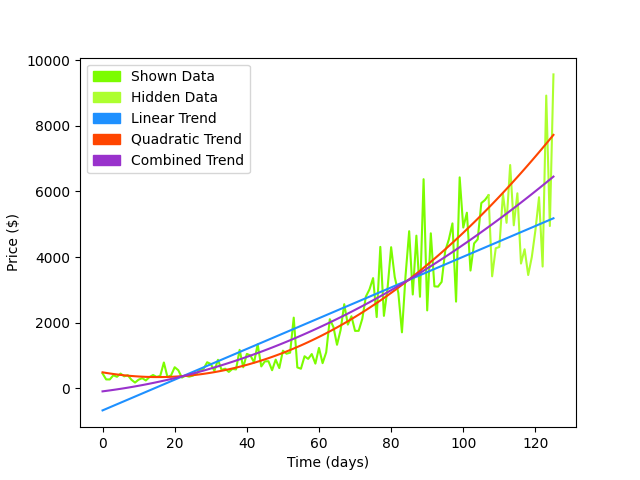 10000
8000
6000
4000
2000
0
Price ($)
Shown Data
Hidden Data
Linear Trend
Quadratic Trend
Combined Trend
0 20 40 60 80 100 120
Time (days)